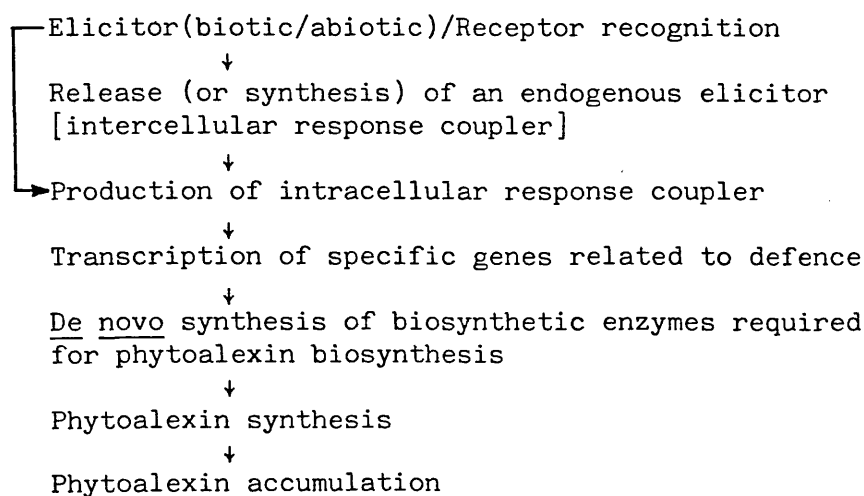 Elicitor(biotic/abiotic)/Receptor recognition
Release (or synthesis) of an endogenous elicitor
[intercellular response coupler]
Production of intracellular response coupler
Transcription of specific genes related to defence
De novo synthesis of biosynthetic enzymes required
for phytoalexin biosynthesis
Phytoalexin synthesis
Phytoalexin accumulation